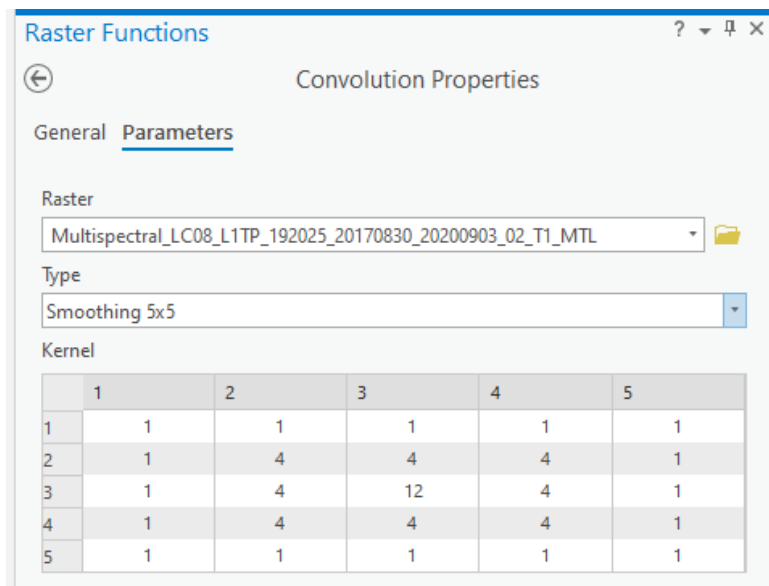 Raster Functions ?
Convolution Properties
General Parameters
Raster
Multispectral_LC08_L1TP_192025_20170830_20200903_02_T1_MTL
Type
Smoothing 5x5
Kernel
1 2 3 4 5
1 1 1 1 1 1
2 1 4 4 4 1
3 1 4 12 4 1
4 1 4 4 4 1
5 1 1 1 1 1